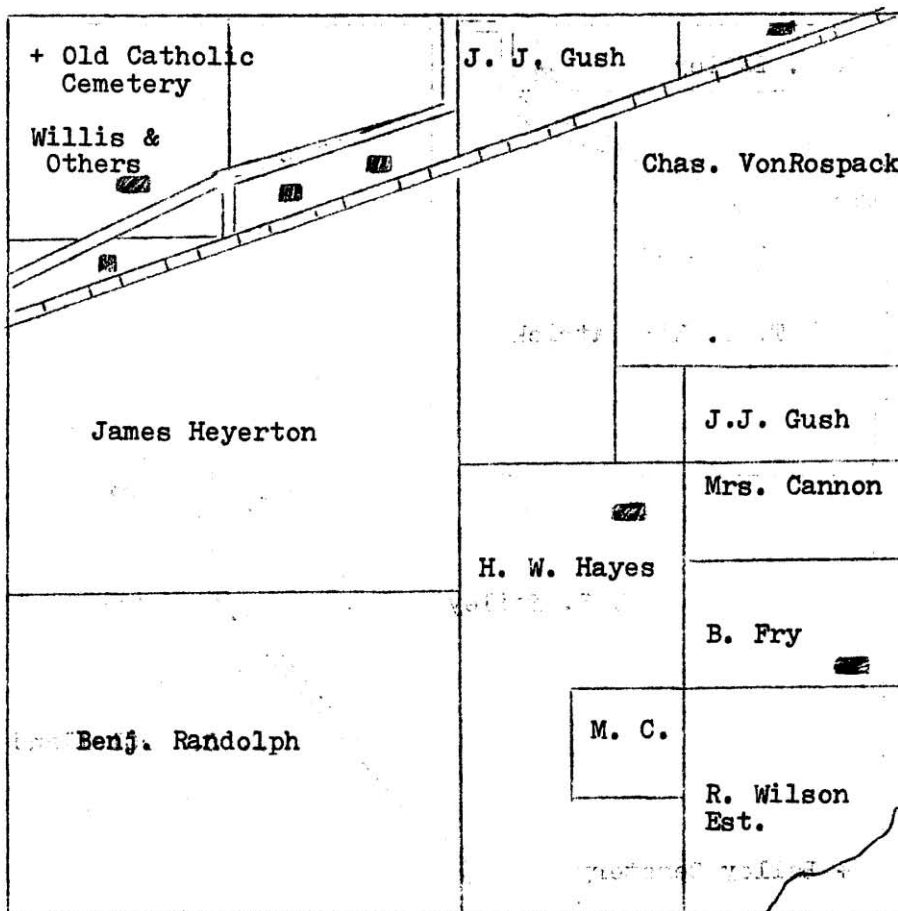 + Old Catholic
Cemetery
J. J. Gush
Willis &
Others
Chas. VonRospack
James Heyerton
J.J. Gush
Mrs. Cannon
H. W. Hayes
B. Fry
Benj. Randolph
M. C.
R. Wilson
Est.